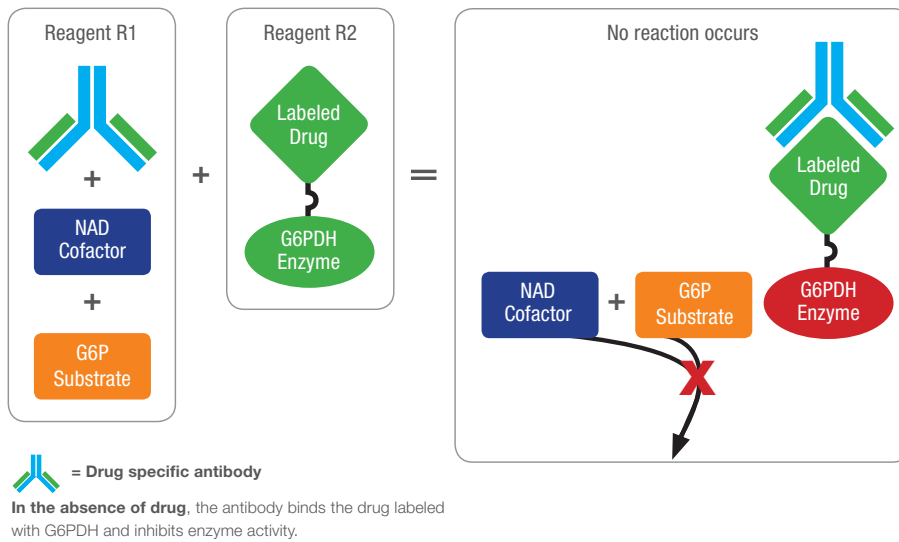 Reagent R1
+
NAD
Cofactor
+
G6P
Substrate
+
Reagent R2
Labeled
Drug
G6PDH
Enzyme
=
No reaction occurs
Labeled
Drug
G6PDH
Enzyme
NAD
Cofactor
+
G6P
Substrate
X
= Drug specific antibody
In the absence of drug, the antibody binds the drug labeled
with G6PDH and inhibits enzyme activity.